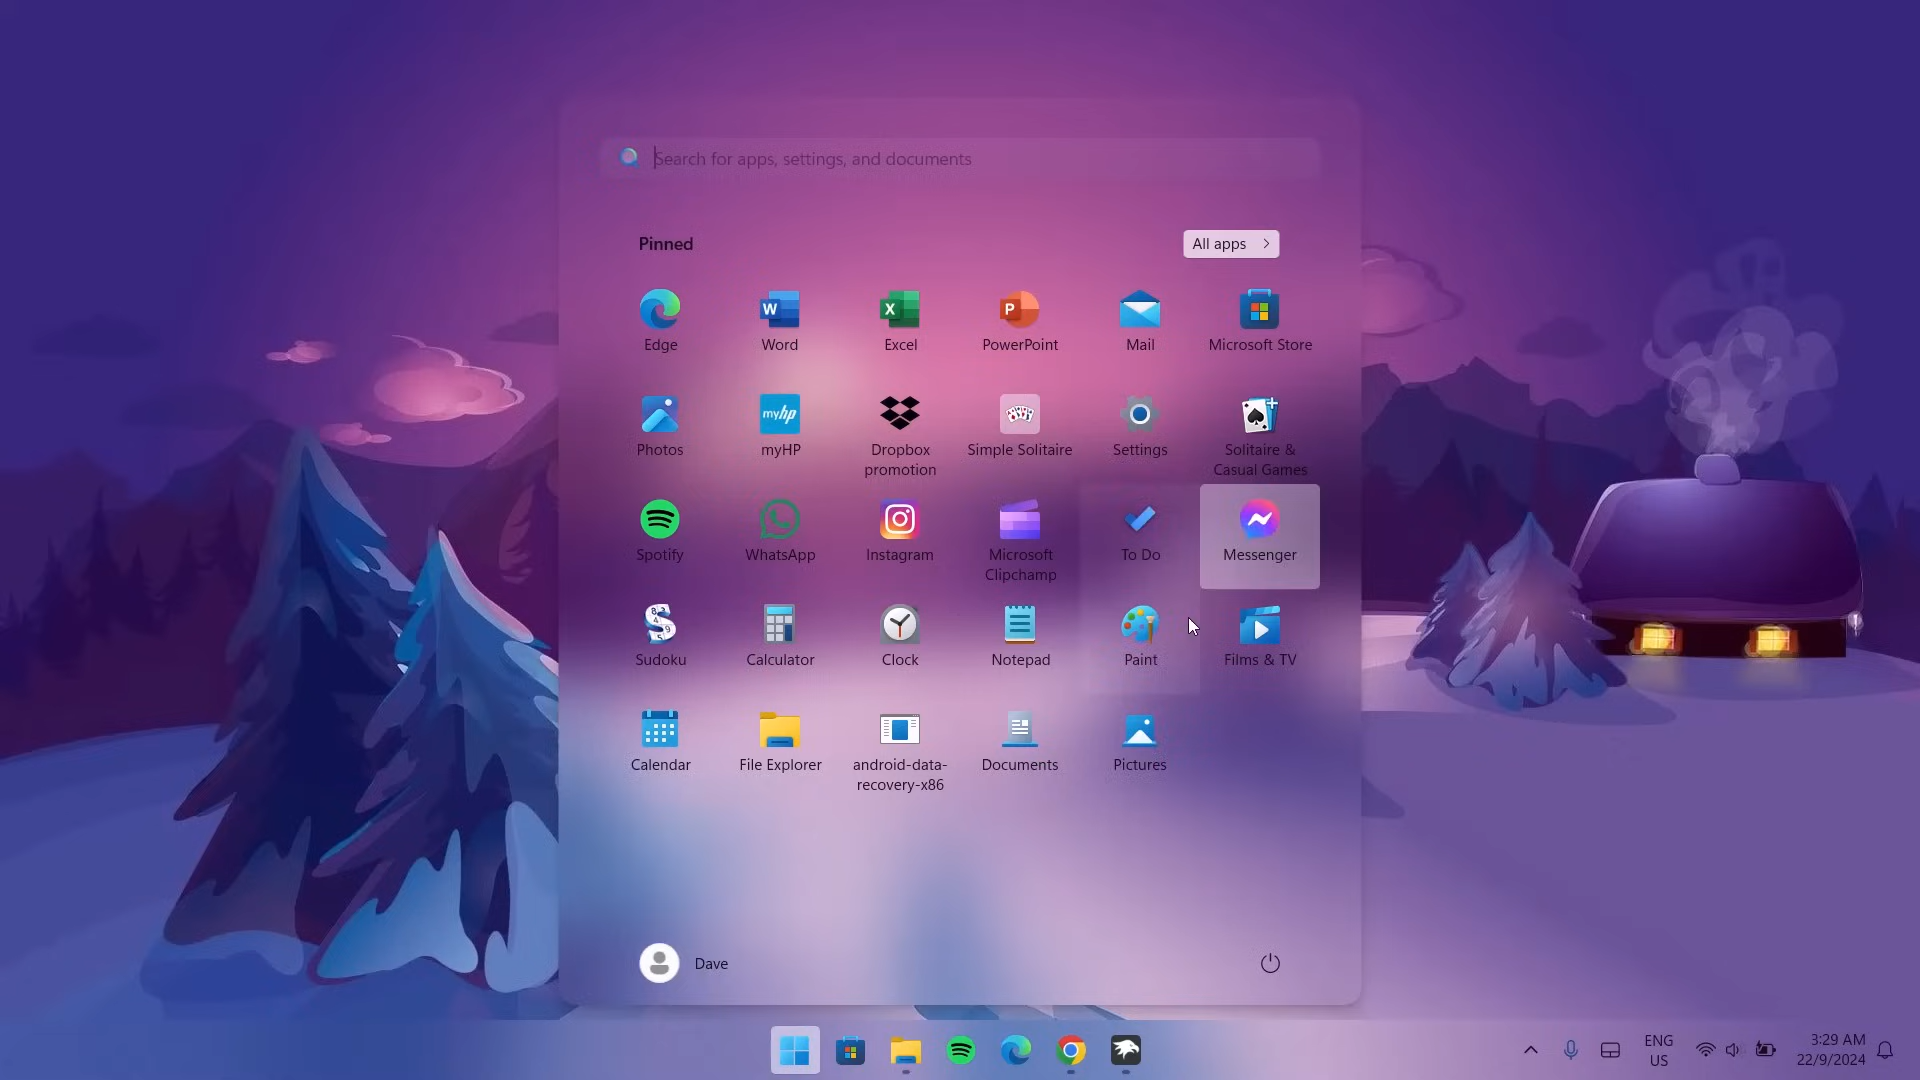 Search for apps, settings, and documents
Pinned
All apps
Edge
Word
Excel
PowerPoint
Mail
Microsoft Store
Photos
myHP
Dropbox
promotion
Simple Solitaire
Settings
Solitaire &
Casual Games
Spotify
WhatsApp
Instagram
Microsoft
Clipchamp
To Do
Messenger
Sudoku
Calculator
Clock
Notepad
Paint
Films & TV
Calendar
File Explorer
android-data-
recovery-x86
Documents
Pictures
Dave
ENG
US
3:29 AM
22/9/2024